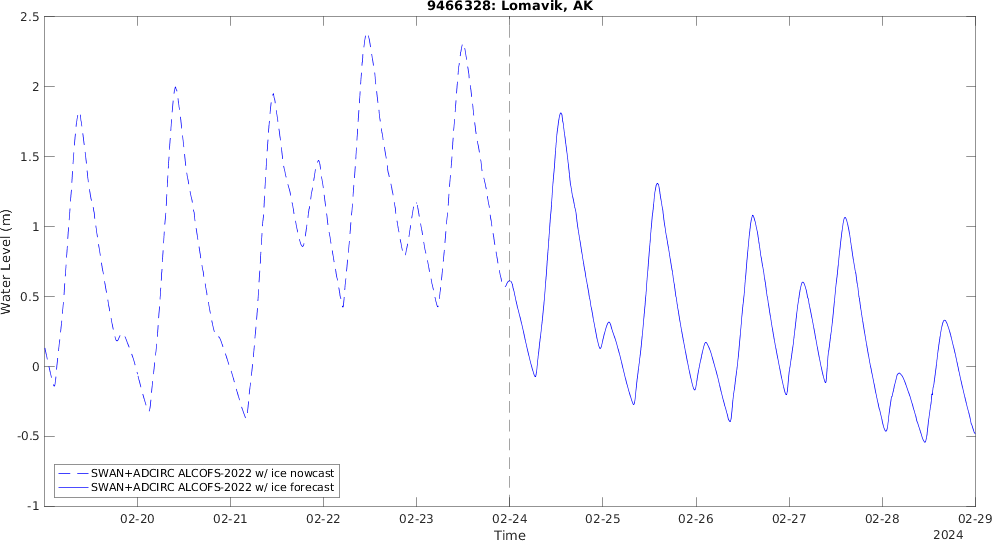 9466328: Lomavik, AK
Water Level (m)
2.5
2
1.5
1
0.5
0
-0.5
-1
SWAN+ADCIRC ALCOFS-2022 w/ ice nowcast
SWAN+ADCIRC ALCOFS-2022 w/ ice forecast
02-20 02-21 02-22 02-23 02-24 02-25 02-26 02-27 02-28 02-29
Time
2024